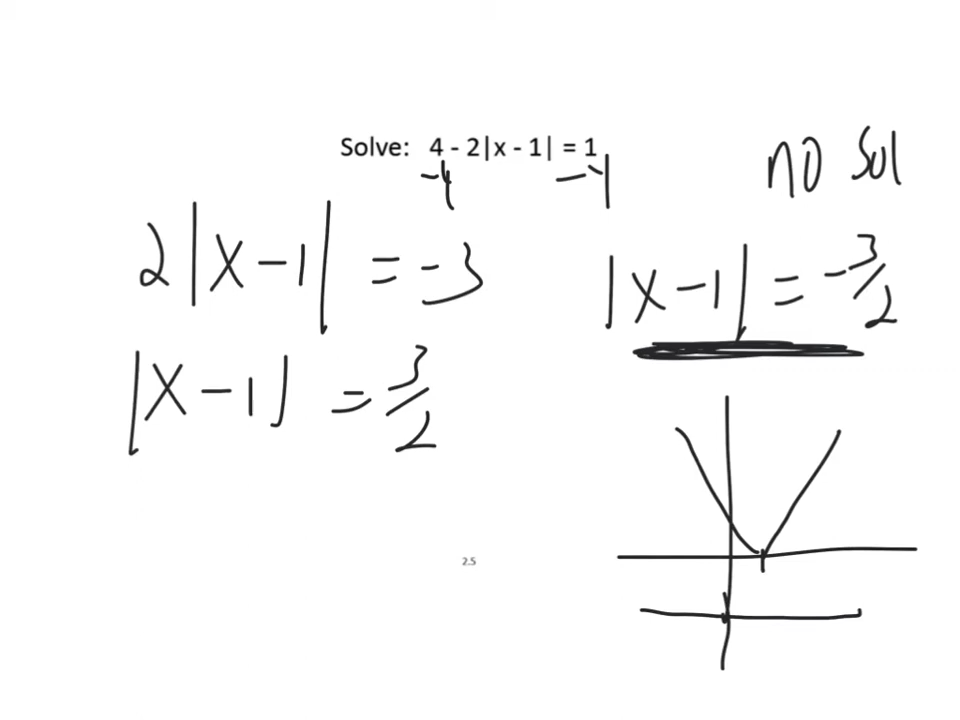 Solve: 4 - 2|x - 1| = 1
-4 -4
no Sol
2|x-1| = -3
|x-1| = -3/2
|x-1| = 3/2
2.5